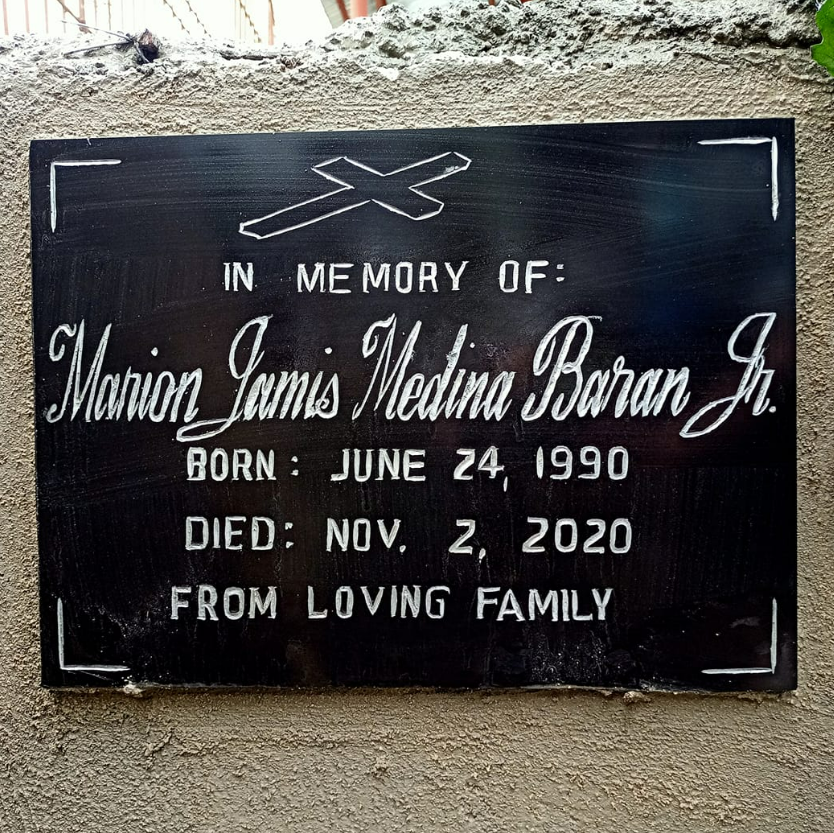 IN MEMORY OF:
Marion Jamis Medina Baran Jr.
BORN: JUNE 24, 1990
DIED: NOV. 2, 2020
FROM LOVING FAMILY